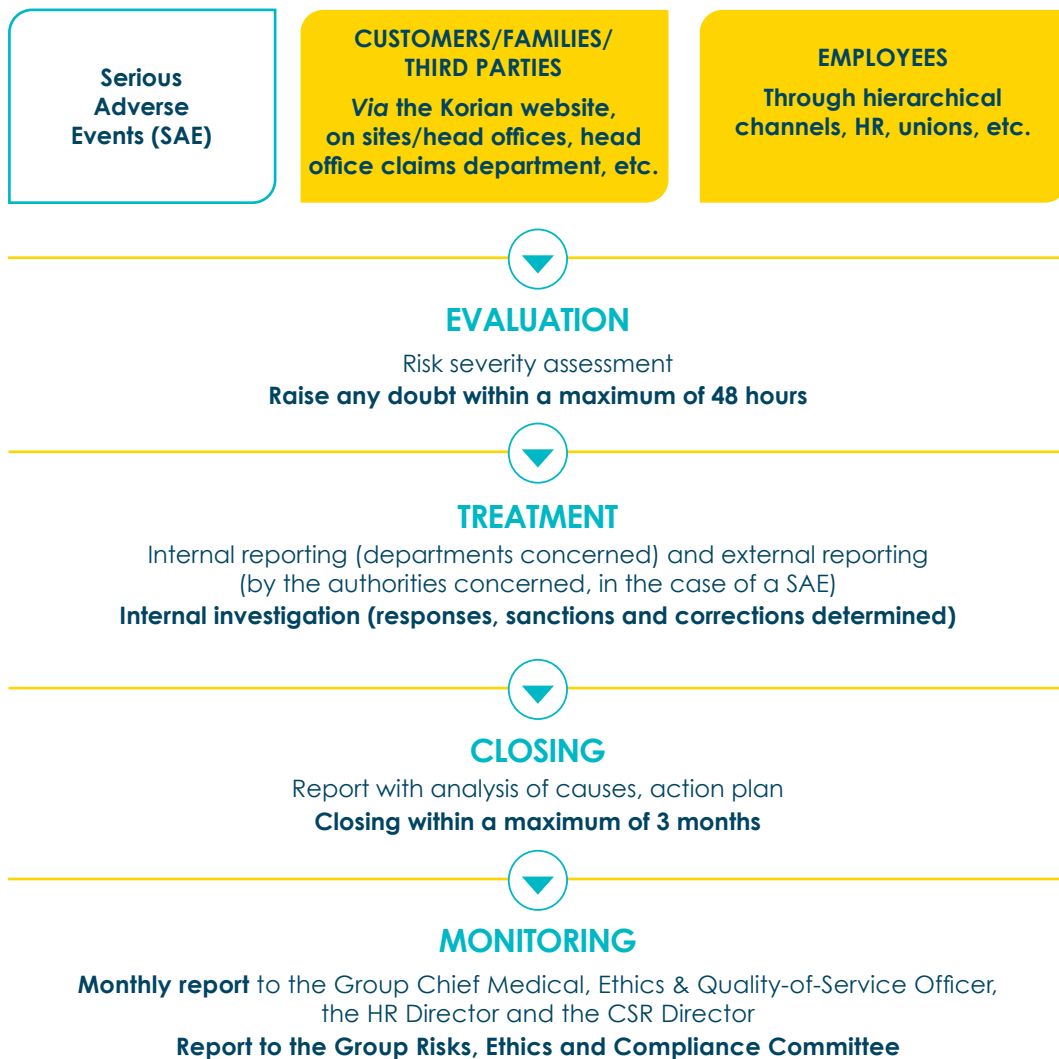 Serious
Adverse
Events (SAE)
CUSTOMERS/FAMILIES/
THIRD PARTIES
Via the Korian website,
on sites/head offices, head
office claims department, etc.
EMPLOYEES
Through hierarchical
channels, HR, unions, etc.
EVALUATION
Risk severity assessment
Raise any doubt within a maximum of 48 hours
TREATMENT
Internal reporting (departments concerned) and external reporting
(by the authorities concerned, in the case of a SAE)
Internal investigation (responses, sanctions and corrections determined)
CLOSING
Report with analysis of causes, action plan
Closing within a maximum of 3 months
MONITORING
Monthly report to the Group Chief Medical, Ethics & Quality-of-Service Officer,
the HR Director and the CSR Director
Report to the Group Risks, Ethics and Compliance Committee